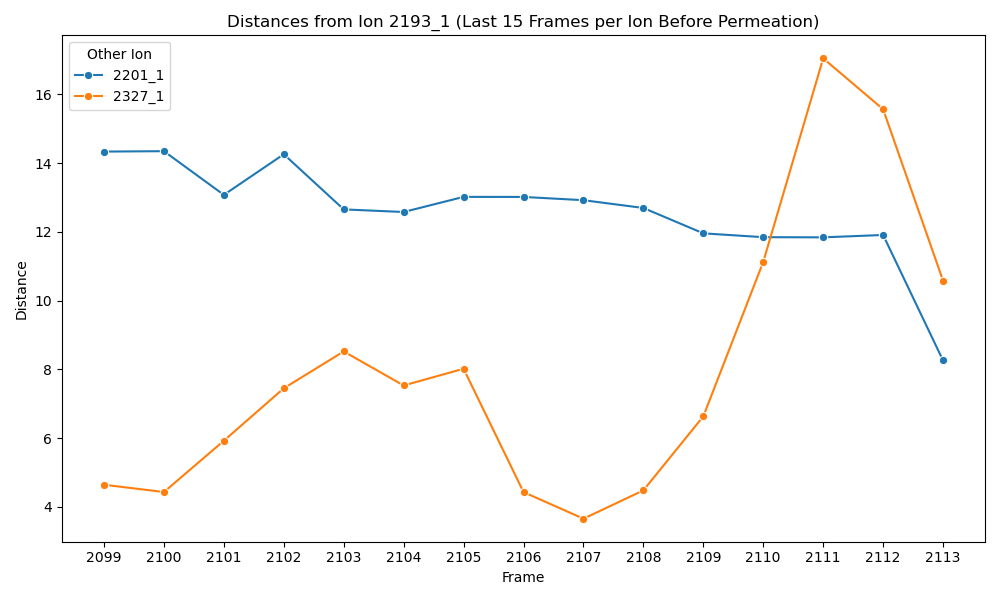 Distances from Ion 2193_1 (Last 15 Frames per Ion Before Permeation)
Other Ion
2201_1
2327_1
Distance
16
14
12
10
8
6
4
2099 2100 2101 2102 2103 2104 2105 2106 2107 2108 2109 2110 2111 2112 2113
Frame